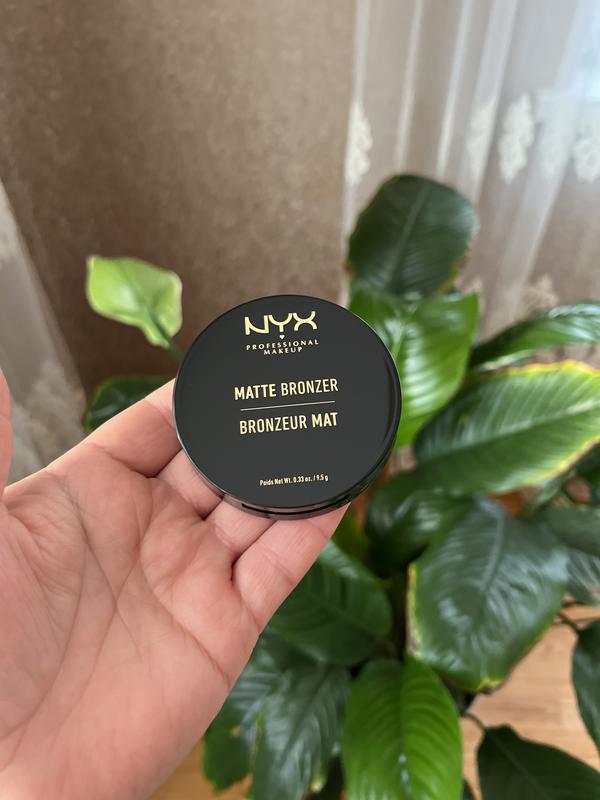 NYX
PROFESSIONAL
MAKEUP
MATTE BRONZER
BRONZEUR MAT
Poids Net Wt. 0.33 oz. / 9.5 g